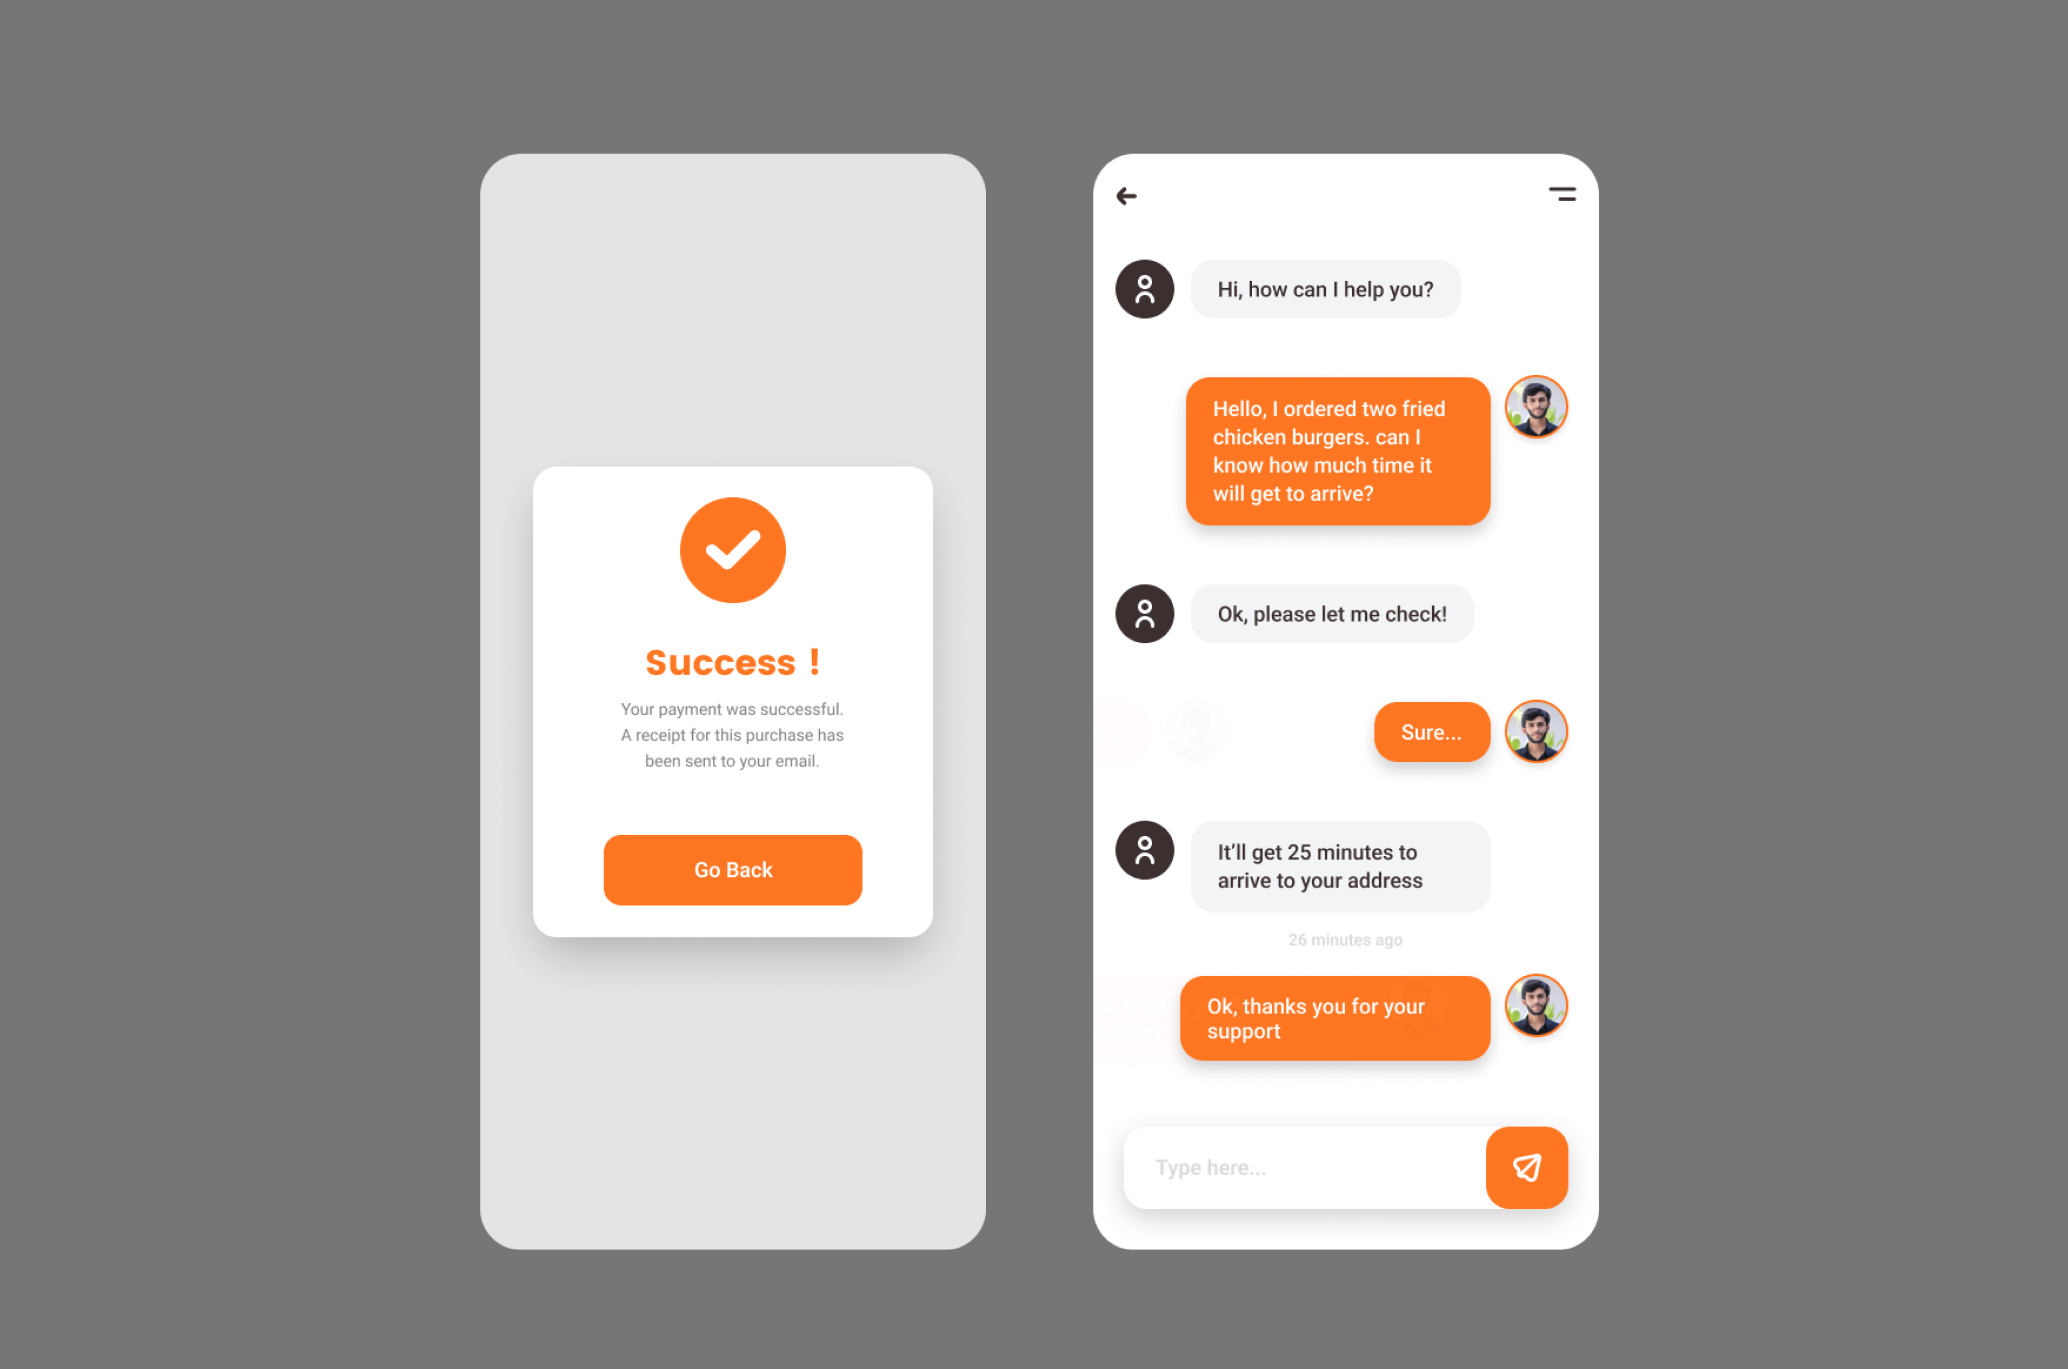 Success !
Your payment was successful.
A receipt for this purchase has
been sent to your email.
Go Back
Hi, how can I help you?
Hello, I ordered two fried
chicken burgers. can I
know how much time it
will get to arrive?
Ok, please let me check!
Sure...
It’ll get 25 minutes to
arrive to your address
26 minutes ago
Ok, thanks you for your
support
Type here...